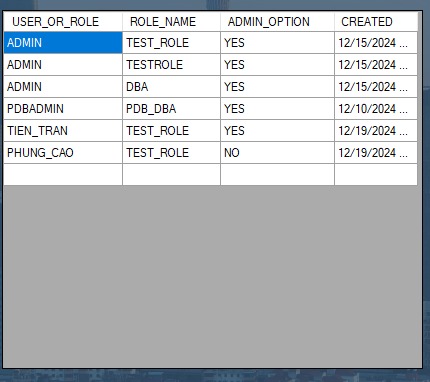 USER_OR_ROLE ROLE_NAME ADMIN_OPTION CREATED
ADMIN TEST_ROLE YES 12/15/2024 ...
ADMIN TESTROLE YES 12/15/2024 ...
ADMIN DBA YES 12/15/2024 ...
PDBADMIN PDB_DBA YES 12/10/2024 ...
TIEN_TRAN TEST_ROLE YES 12/19/2024 ...
PHUNG_CAO TEST_ROLE NO 12/19/2024 ...